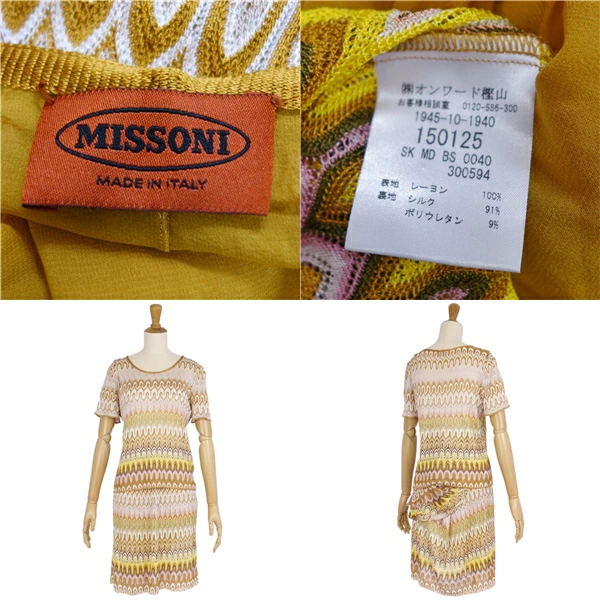 MISSONI
MADE IN ITALY
㈱オンワード樫山
お客様相談室 0120-586-300
1945-10-1940
150125
SK MD BS 0040
300594
表地 レーヨン 100%
裏地 シルク 91%
ポリウレタン 9%